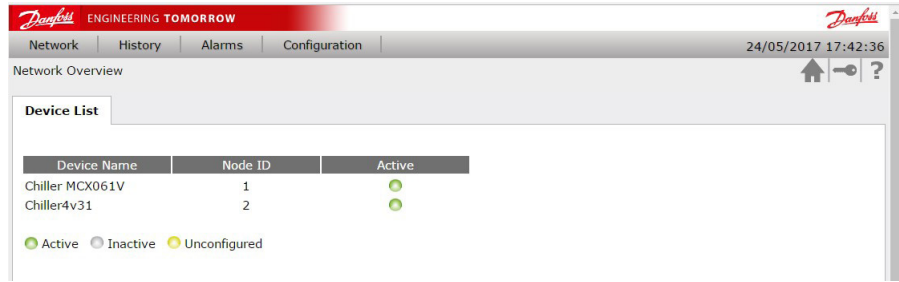 Danfoss ENGINEERING TOMORROW Danfoss
Network History Alarms Configuration 24/05/2017 17:42:36
Network Overview ?
Device List
Device Name Node ID Active
Chiller MCX061V 1
Chiller4v31 2
Active Inactive Unconfigured